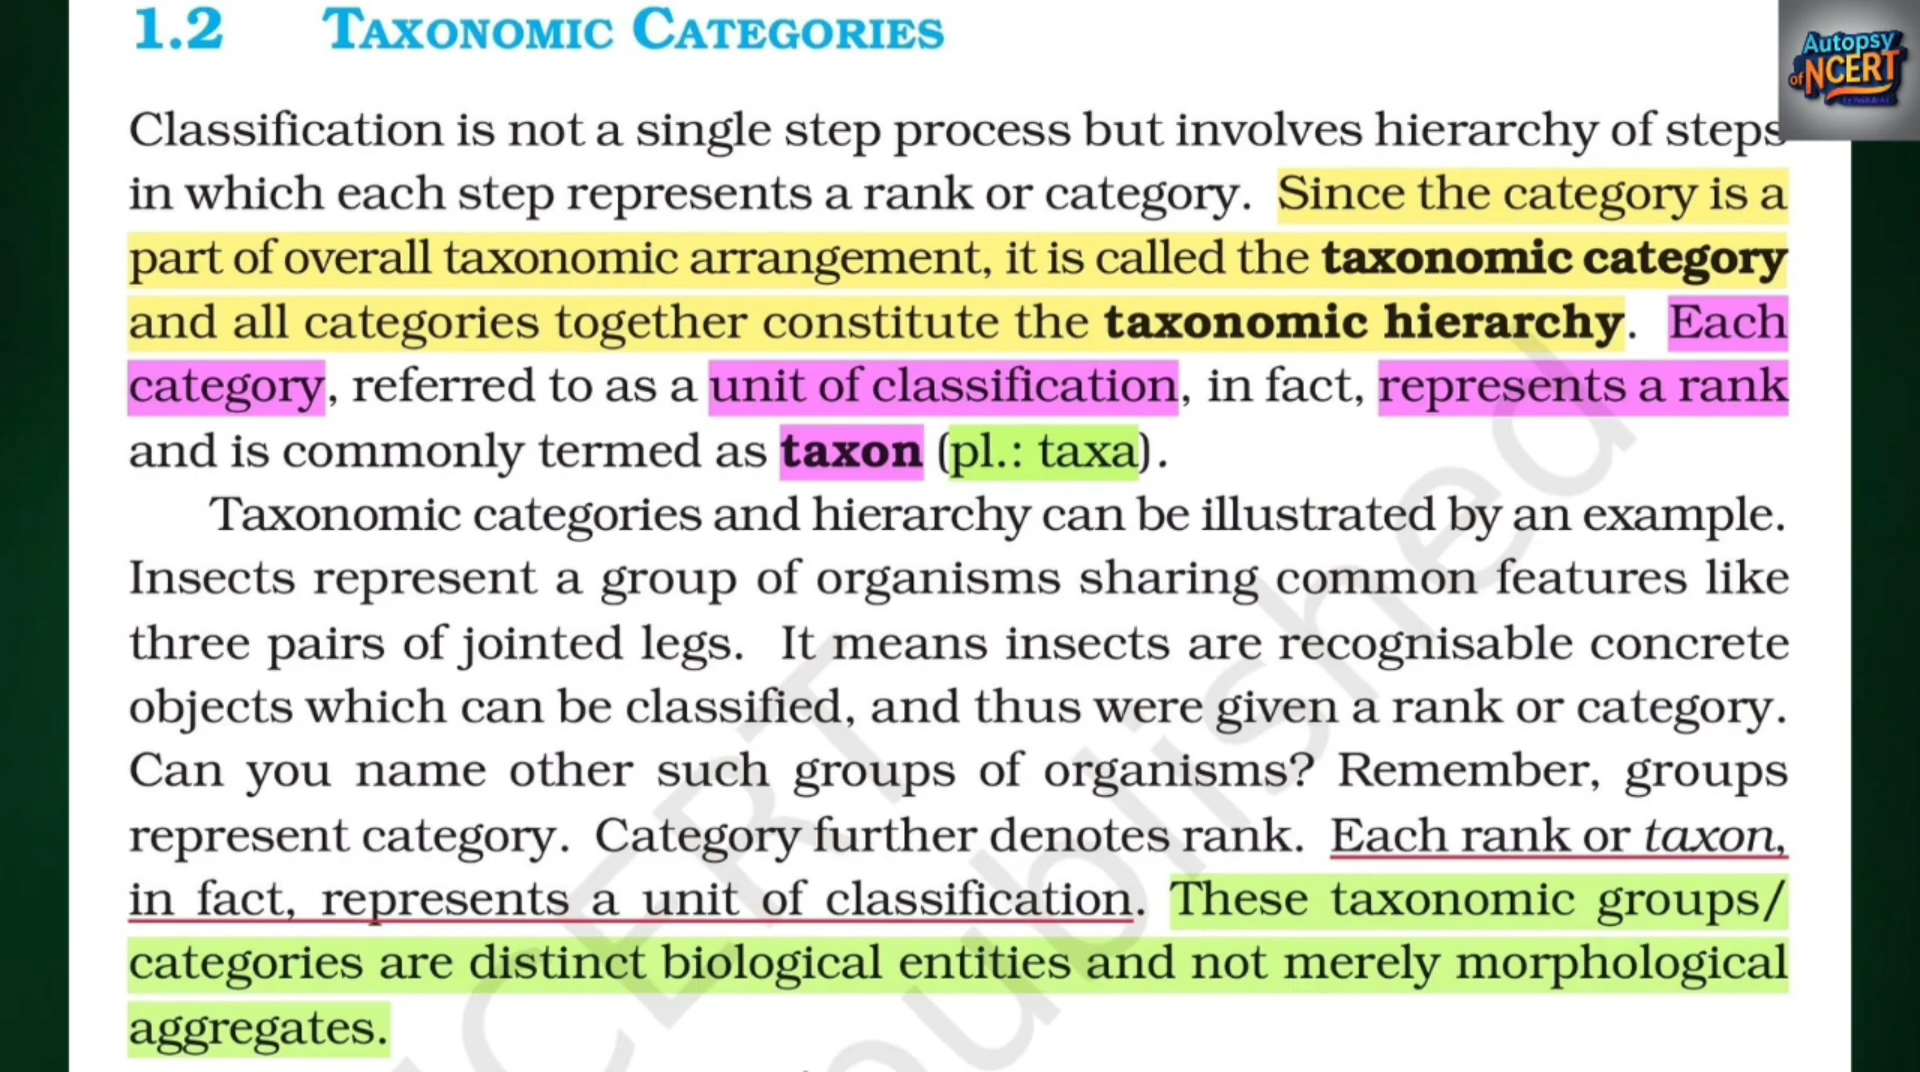 1.2 TAXONOMIC CATEGORIES
Autopsy
of NCERT
Classification is not a single step process but involves hierarchy of steps
in which each step represents a rank or category. Since the category is a
part of overall taxonomic arrangement, it is called the taxonomic category
and all categories together constitute the taxonomic hierarchy. Each
category, referred to as a unit of classification, in fact, represents a rank
and is commonly termed as taxon (pl.: taxa).
Taxonomic categories and hierarchy can be illustrated by an example.
Insects represent a group of organisms sharing common features like
three pairs of jointed legs. It means insects are recognisable concrete
objects which can be classified, and thus were given a rank or category.
Can you name other such groups of organisms? Remember, groups
represent category. Category further denotes rank. Each rank or taxon,
in fact, represents a unit of classification. These taxonomic groups/
categories are distinct biological entities and not merely morphological
aggregates.